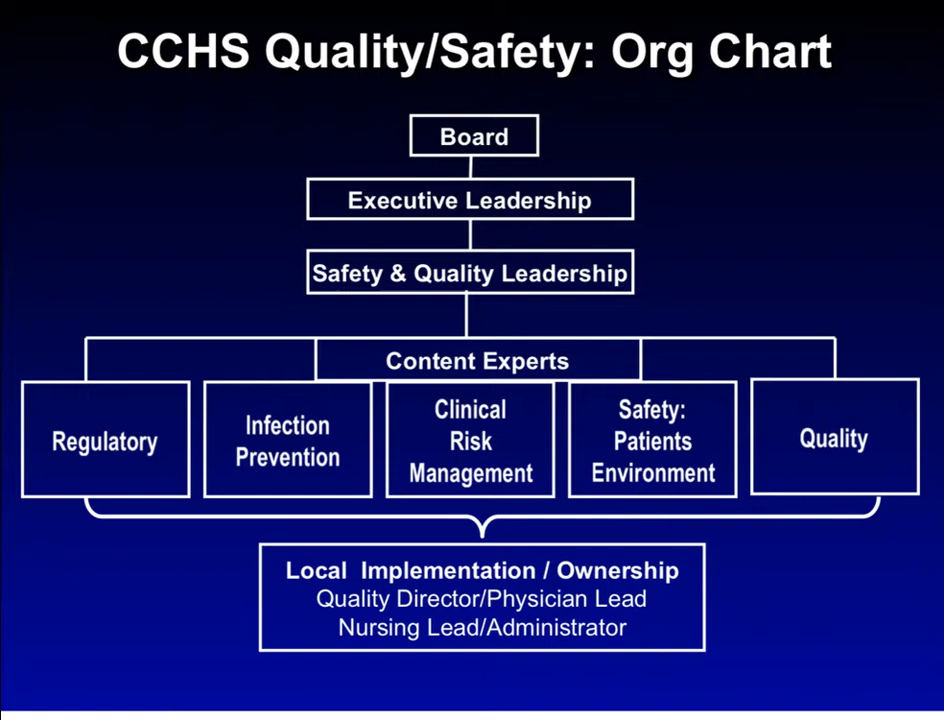 CCHS Quality/Safety: Org Chart
Board
Executive Leadership
Safety & Quality Leadership
Content Experts
Regulatory
Infection
Prevention
Clinical
Risk
Management
Safety:
Patients
Environment
Quality
Local Implementation / Ownership
Quality Director/Physician Lead
Nursing Lead/Administrator